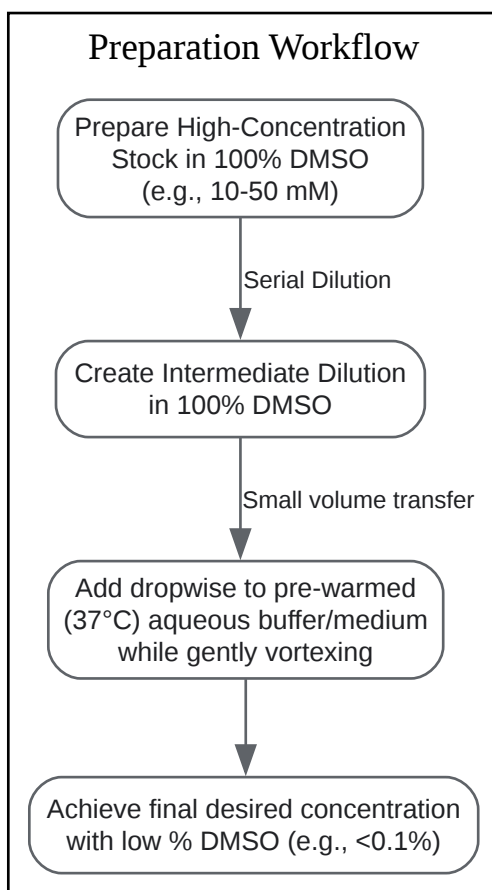 Preparation Workflow
Prepare High-Concentration
Stock in 100% DMSO
(e.g., 10-50 mM)
Serial Dilution
Create Intermediate Dilution
in 100% DMSO
Small volume transfer
Add dropwise to pre-warmed
(37°C) aqueous buffer/medium
while gently vortexing
Achieve final desired concentration
with low % DMSO (e.g., <0.1%)